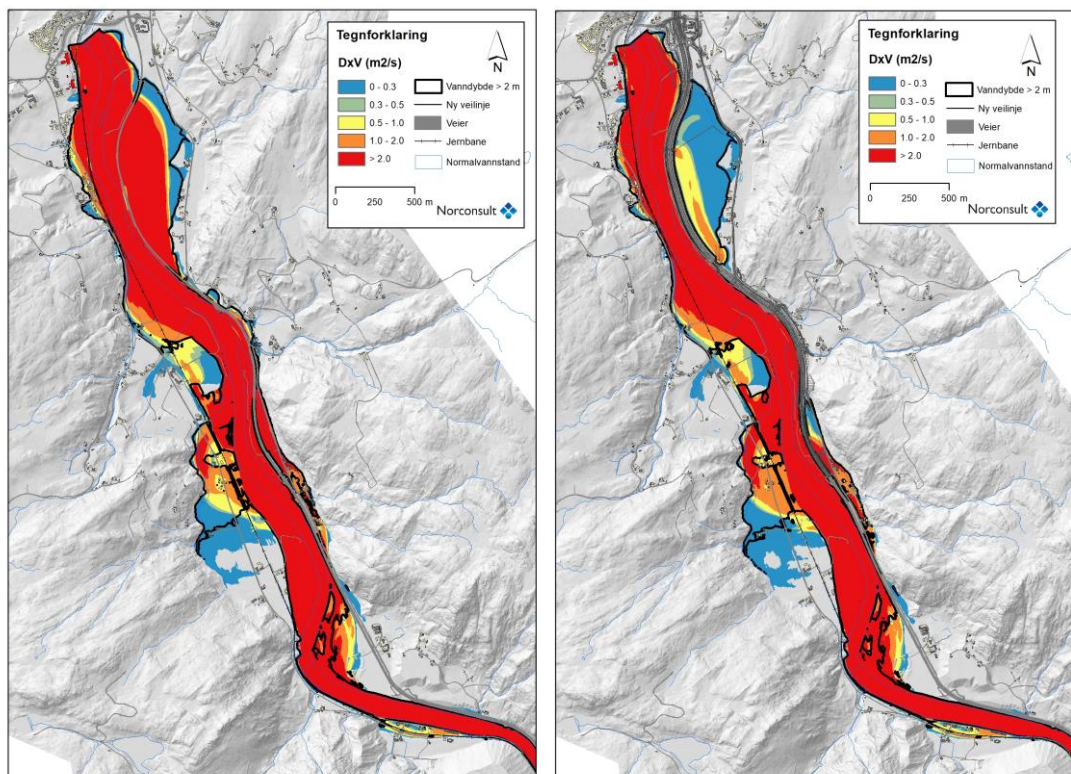 Tegnforklaring
DxV (m2/s)
N
0 - 0.3
0.3 - 0.5
0.5 - 1.0
1.0 - 2.0
> 2.0
Vanndybde > 2 m
Ny veilinje
Veier
Jernbane
Normalvannstand
0 250 500 m
Norconsult
Tegnforklaring
DxV (m2/s)
N
0 - 0.3
0.3 - 0.5
0.5 - 1.0
1.0 - 2.0
> 2.0
Vanndybde > 2 m
Ny veilinje
Veier
Jernbane
Normalvannstand
0 250 500 m
Norconsult